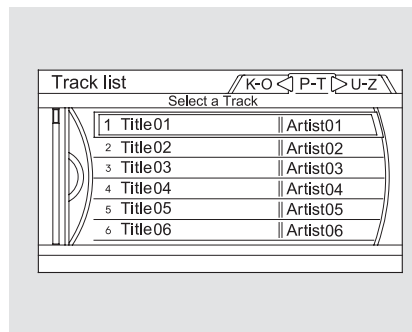 Track list K-O P-T U-Z
Select a Track
1 Title01 Artist01
2 Title02 Artist02
3 Title03 Artist03
4 Title04 Artist04
5 Title05 Artist05
6 Title06 Artist06